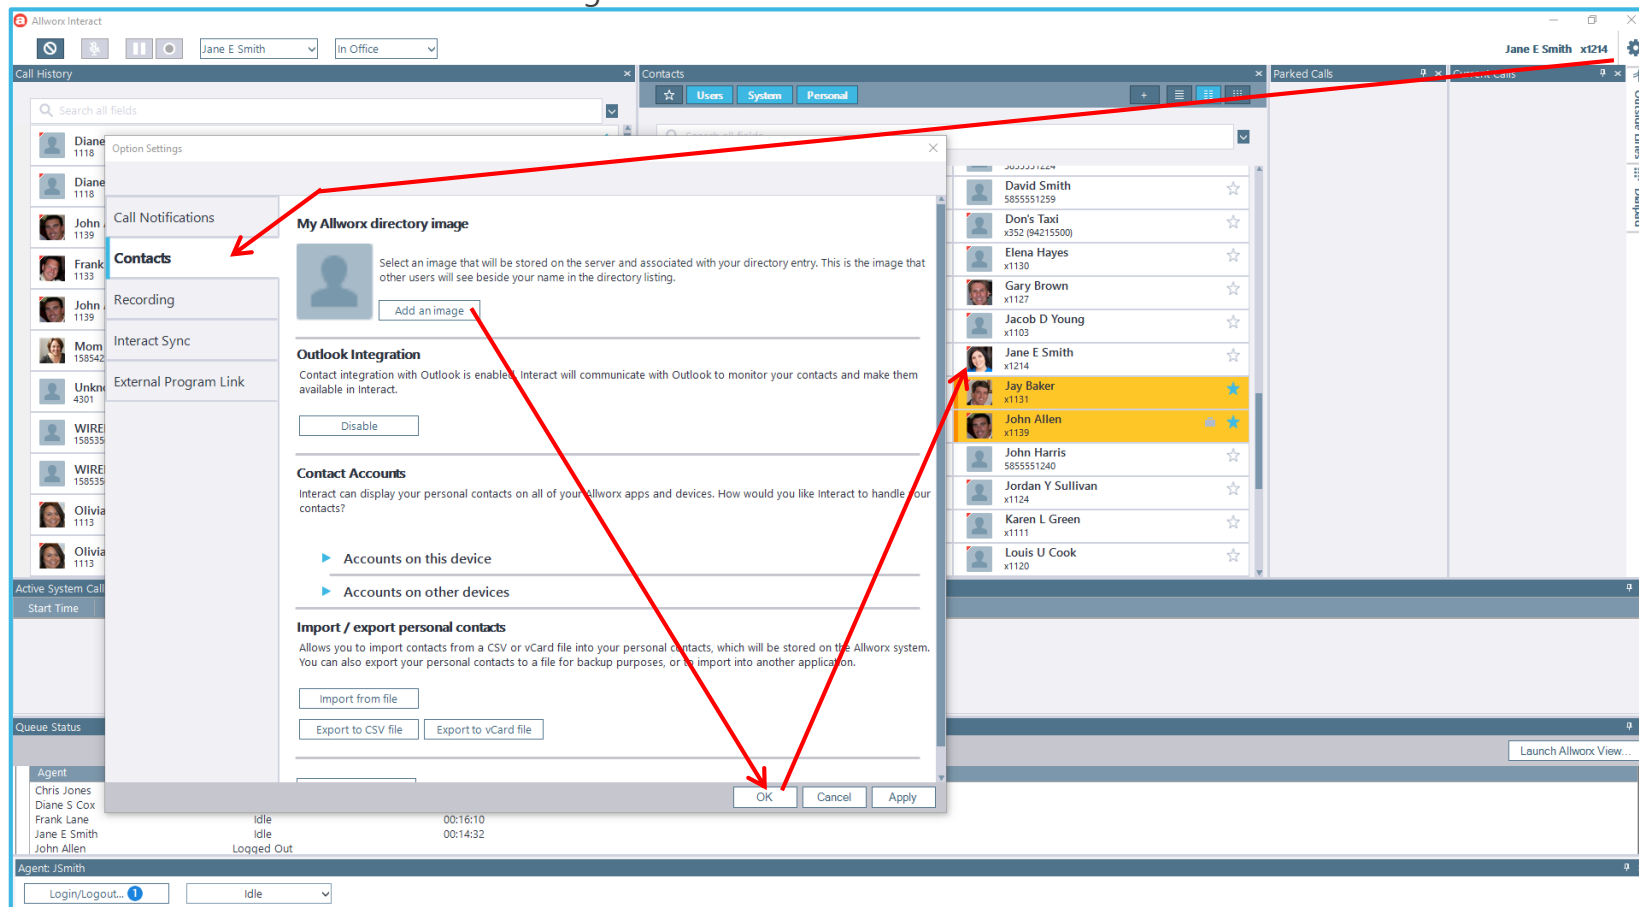 Allworx Interact
Jane E Smith
In Office
Jane E Smith x1214
Call History
Contacts
Parked Calls
Current Calls
Users
System
Personal
+
Search all fields
Search all fields
Outside Lines
Dialpad
Diane
1118
Diane
1118
John
1139
Frank
1133
John
1139
Mom
158542
Unkn
4301
WIRE
158535
WIRE
158535
Olivia
1113
Olivia
1113
Option Settings
Call Notifications
Contacts
Recording
Interact Sync
External Program Link
My Allworx directory image
Select an image that will be stored on the server and associated with your directory entry. This is the image that
other users will see beside your name in the directory listing.
Add an image
Outlook Integration
Contact integration with Outlook is enabled. Interact will communicate with Outlook to monitor your contacts and make them
available in Interact.
Disable
Contact Accounts
Interact can display your personal contacts on all of your Allworx apps and devices. How would you like Interact to handle your
contacts?
Accounts on this device
Accounts on other devices
Import / export personal contacts
Allows you to import contacts from a CSV or vCard file into your personal contacts, which will be stored on the Allworx system.
You can also export your personal contacts to a file for backup purposes, or to import into another application.
Import from file
Export to CSV file
Export to vCard file
OK
Cancel
Apply
5855551224
David Smith
5855551259
Don's Taxi
x352 (94215500)
Elena Hayes
x1130
Gary Brown
x1127
Jacob D Young
x1103
Jane E Smith
x1214
Jay Baker
x1131
John Allen
x1139
John Harris
5855551240
Jordan Y Sullivan
x1124
Karen L Green
x1111
Louis U Cook
x1120
Active System Call
Start Time
Queue Status
Launch Allworx View...
Agent
Chris Jones
Diane S Cox
Frank Lane Idle 00:16:10
Jane E Smith Idle 00:14:32
John Allen Logged Out
Agent: JSmith
Login/Logout... 1
Idle